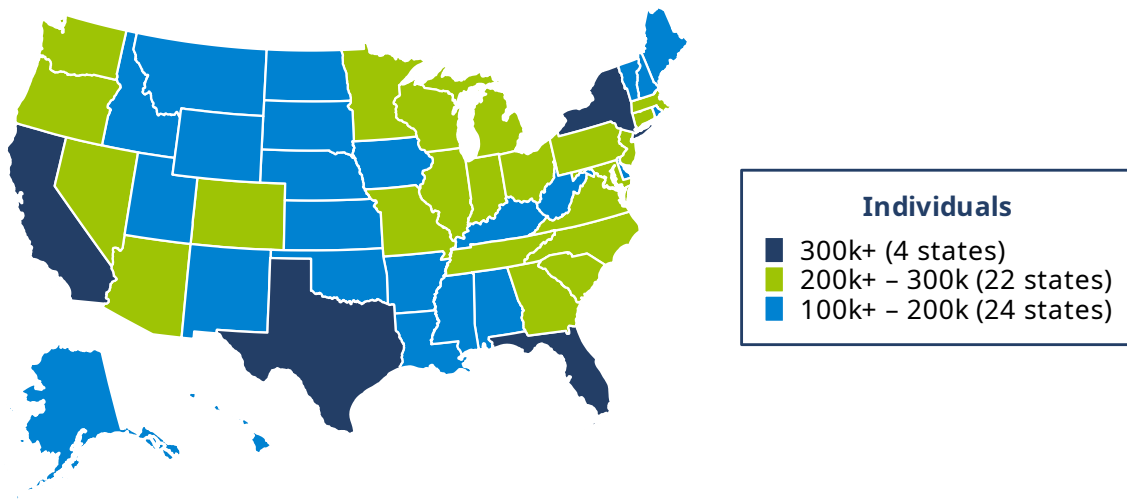 Individuals
300k+ (4 states)
200k+ – 300k (22 states)
100k+ – 200k (24 states)